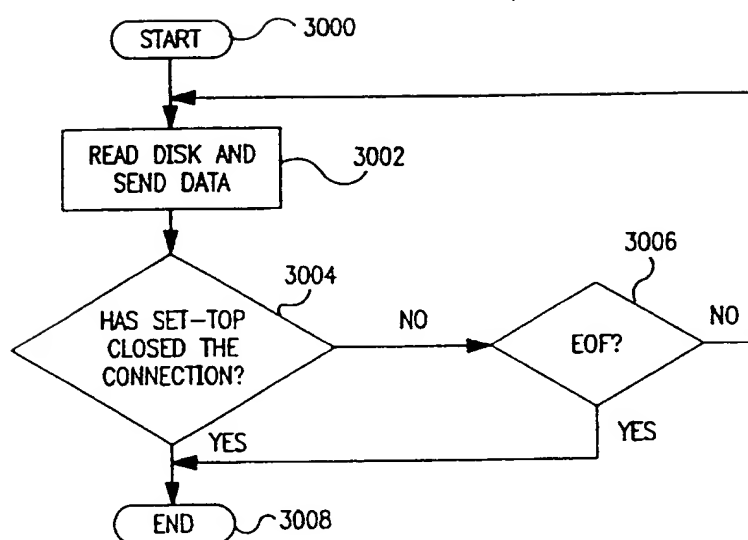 START
3000
READ DISK AND
SEND DATA
3002
HAS SET-TOP
CLOSED THE
CONNECTION?
3004
NO
EOF?
3006
NO
YES
YES
END
3008